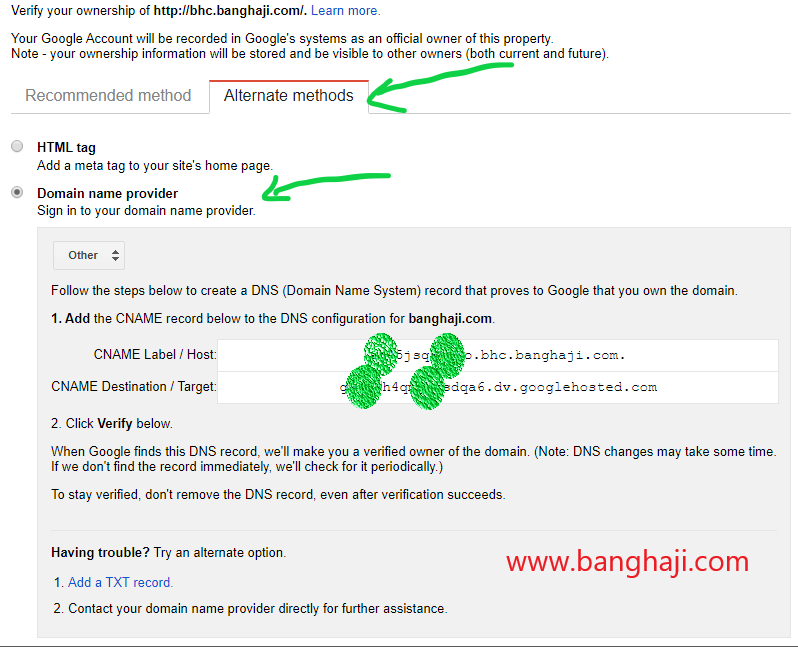 Verify your ownership of http://bhc.banghaji.com/. Learn more.
Your Google Account will be recorded in Google's systems as an official owner of this property.
Note - your ownership information will be stored and be visible to other owners (both current and future).
Recommended method
Alternate methods
HTML tag
Add a meta tag to your site's home page.
Domain name provider
Sign in to your domain name provider.
Other
Follow the steps below to create a DNS (Domain Name System) record that proves to Google that you own the domain.
1. Add the CNAME record below to the DNS configuration for banghaji.com.
CNAME Label / Host: .bhc.banghaji.com.
CNAME Destination / Target: sdqa6.dv.googlehosted.com
2. Click Verify below.
When Google finds this DNS record, we'll make you a verified owner of the domain. (Note: DNS changes may take some time.
If we don't find the record immediately, we'll check for it periodically.)
To stay verified, don't remove the DNS record, even after verification succeeds.
Having trouble? Try an alternate option.
www.banghaji.com
1. Add a TXT record.
2. Contact your domain name provider directly for further assistance.